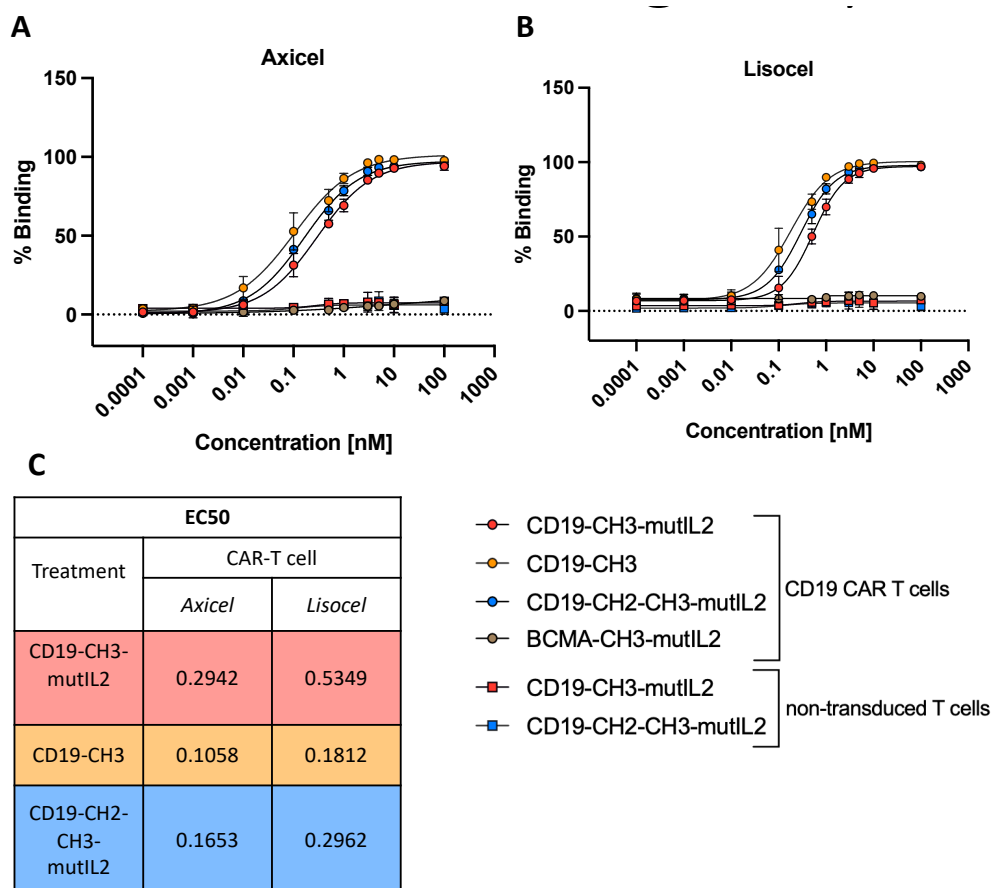 A
Axicel
150
100
50
0
% Binding
0.0001
0.001
0.01
0.1
1
10
100
1000
Concentration [nM]
B
Lisocel
150
100
50
0
% Binding
0.0001
0.001
0.01
0.1
1
10
100
1000
Concentration [nM]
C
EC50
Treatment
CAR-T cell
Axicel
Lisocel
CD19-CH3-
mutIL2
0.2942
0.5349
CD19-CH3
0.1058
0.1812
CD19-CH2-
CH3-
mutIL2
0.1653
0.2962
CD19-CH3-mutIL2
CD19-CH3
CD19-CH2-CH3-mutIL2
BCMA-CH3-mutIL2
CD19 CAR T cells
CD19-CH3-mutIL2
CD19-CH2-CH3-mutIL2
non-transduced T cells